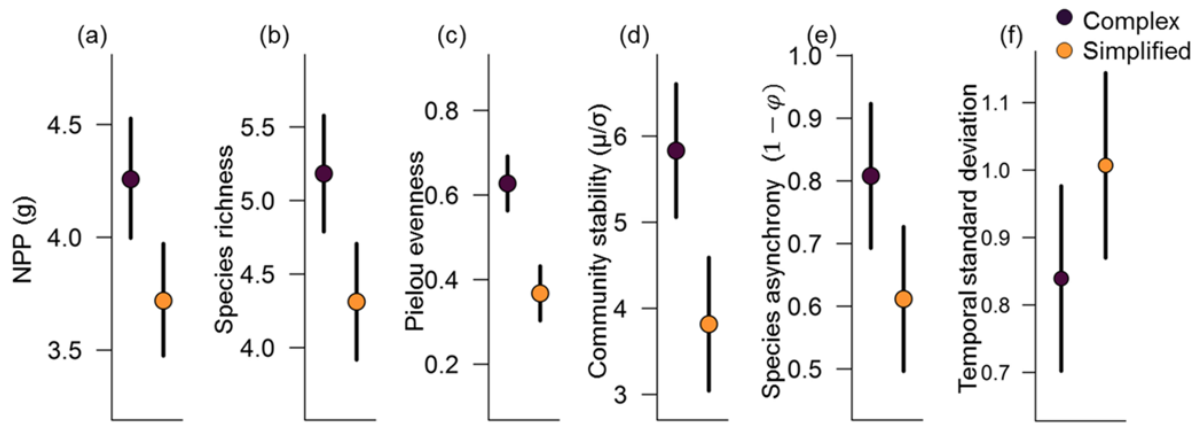 (a) (b) (c) (d) (e) (f)
Complex
Simplified
NPP (g)
4.5
4.0
3.5
Species richness
5.5
5.0
4.5
4.0
Pielou evenness
0.8
0.6
0.4
0.2
Community stability (μ/σ)
6
5
4
3
Species asynchrony (1 − φ)
1.0
0.9
0.8
0.7
0.6
0.5
Temporal standard deviation
1.1
1.0
0.9
0.8
0.7